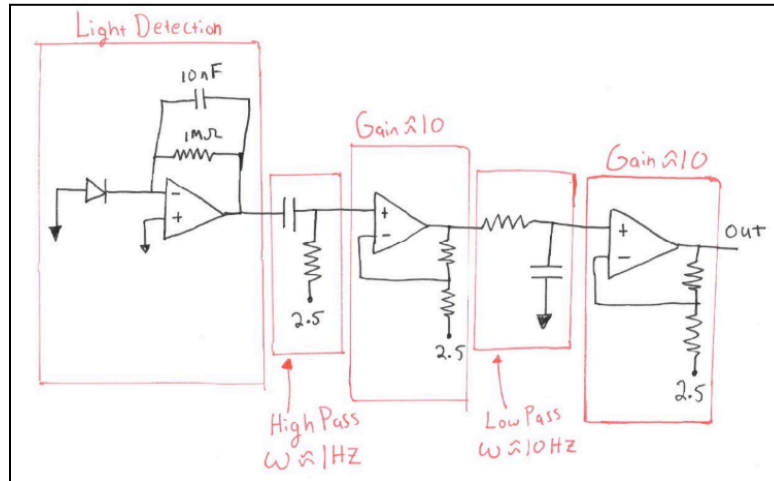 Light Detection
10nF
1MΩ
-
+
2.5
High Pass
ω≈1HZ
Gain≈10
+
-
2.5
Low Pass
ω≈10HZ
Gain≈10
+
-
Out
2.5